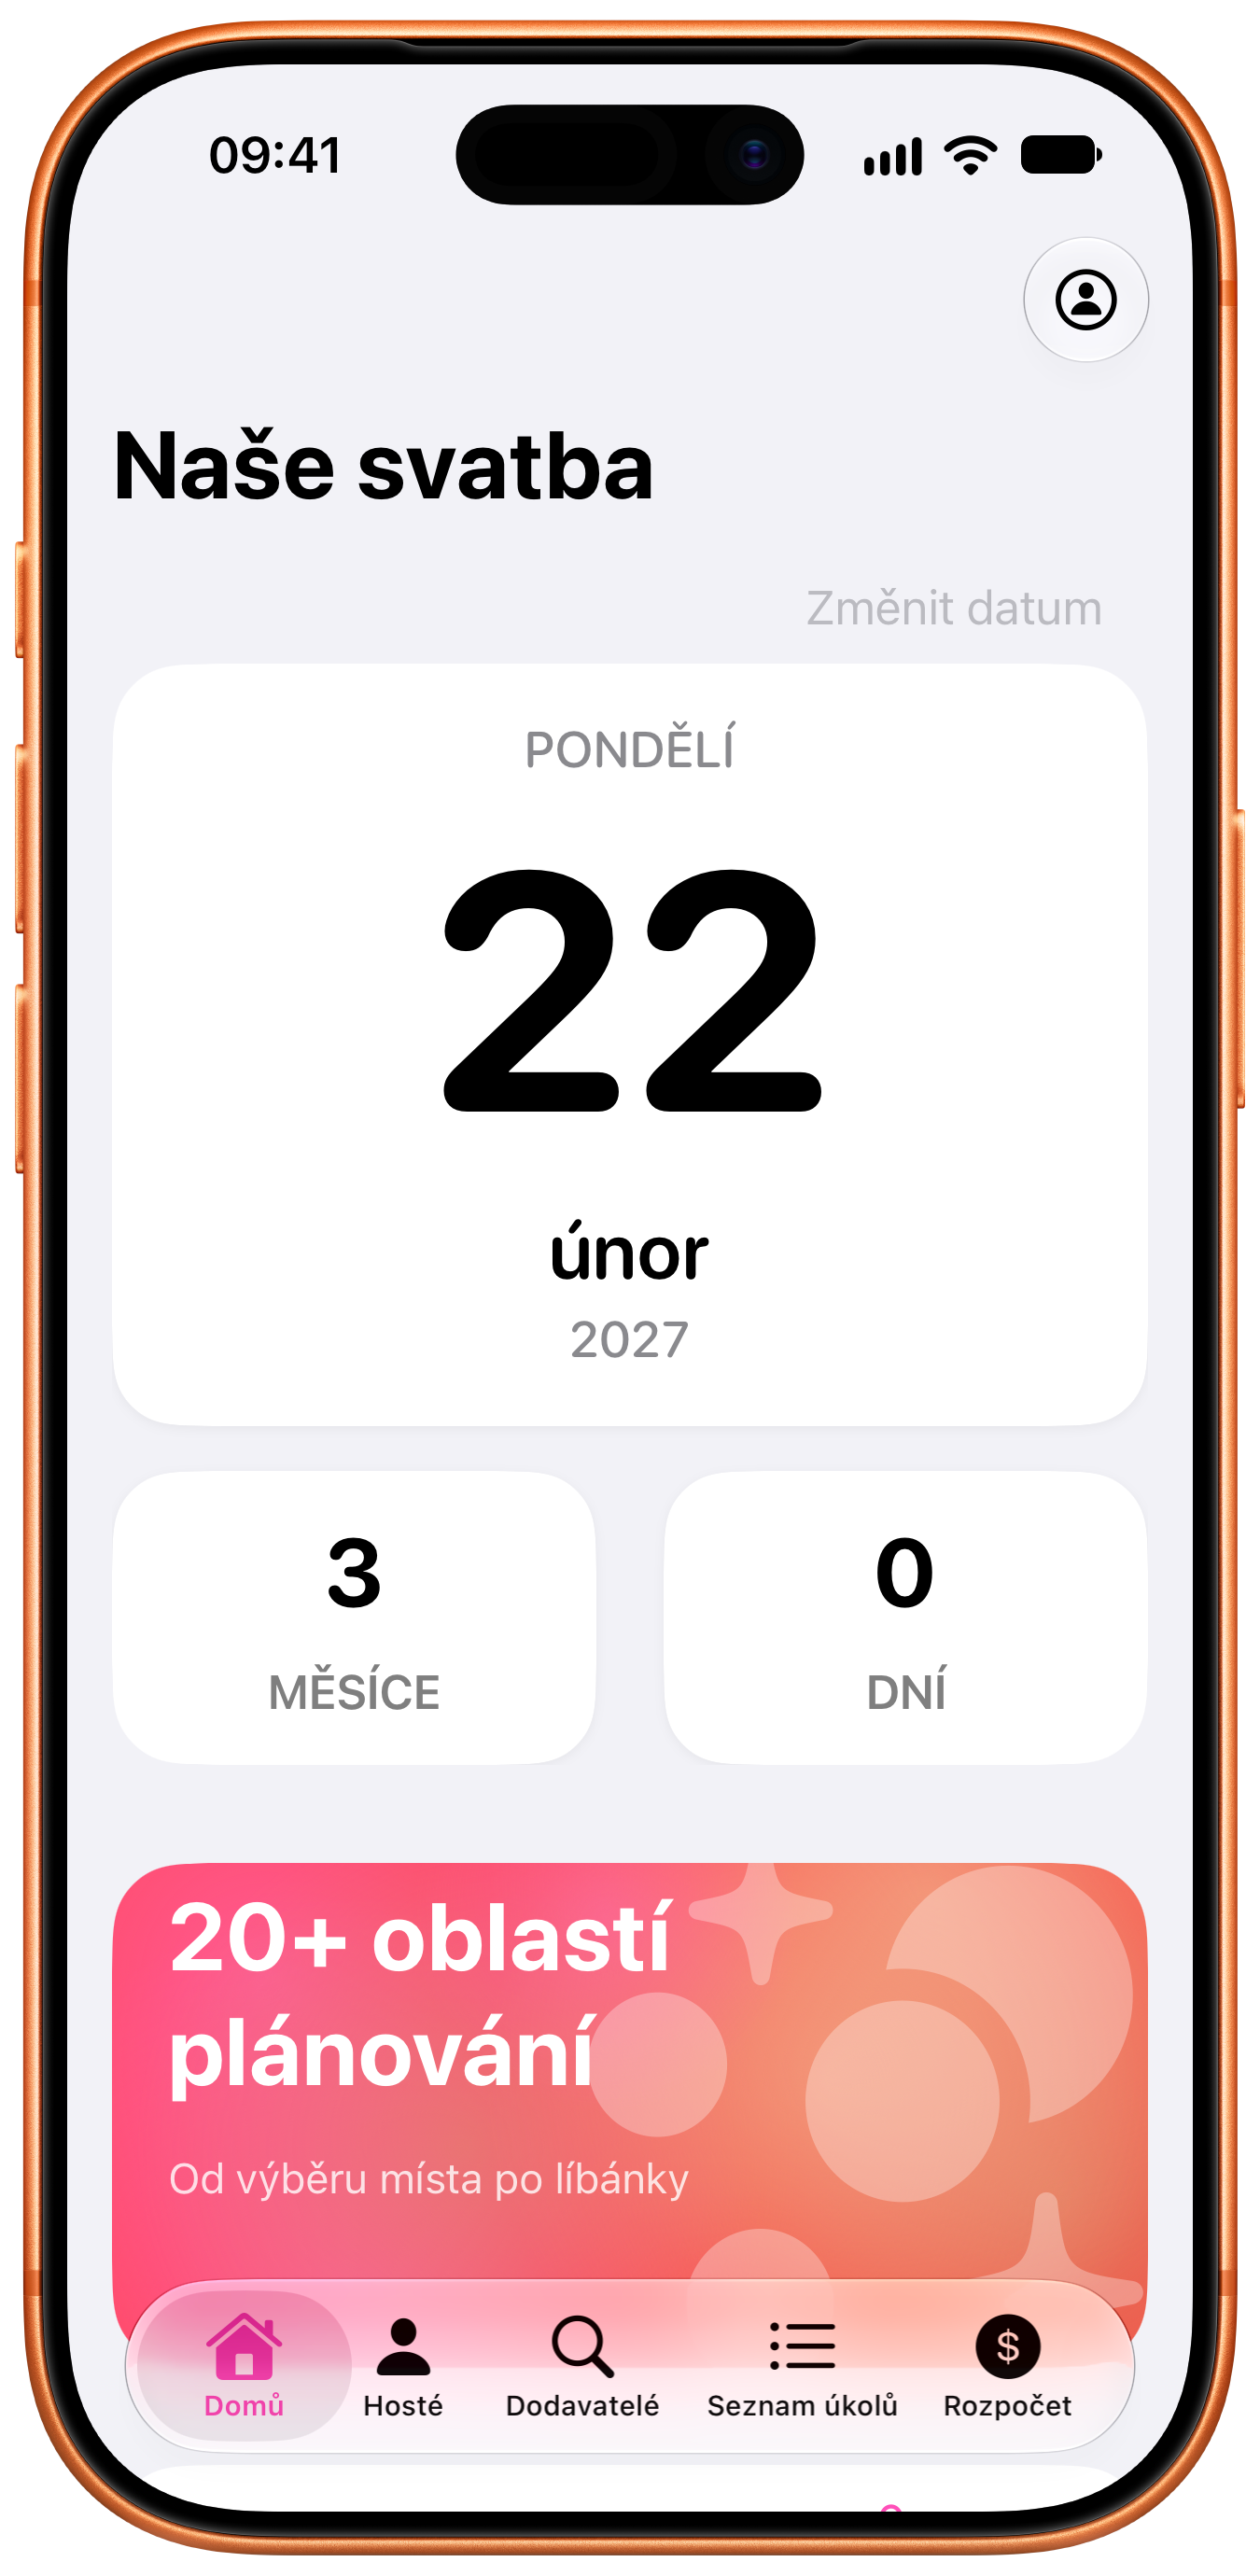 09:41
Naše svatba
Změnit datum
PONDĚLÍ
22
únor
2027
3
MĚSÍCE
0
DNÍ
20+ oblastí
plánování
Od výběru místa po líbánky
Domů
Hosté
Dodavatelé
Seznam úkolů
Rozpočet